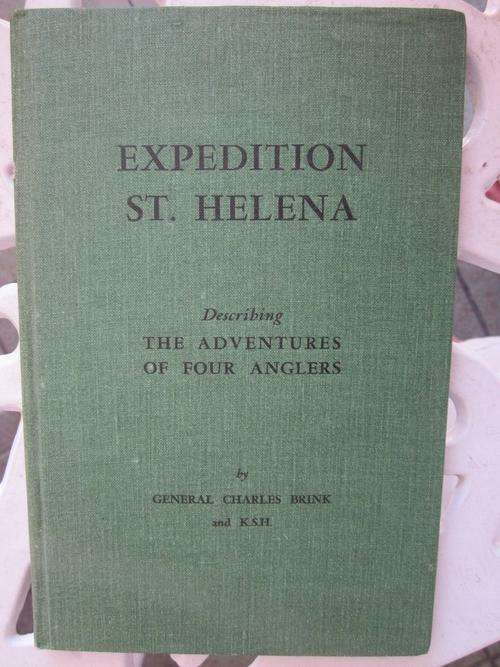 EXPEDITION
ST. HELENA
Describing
THE ADVENTURES
OF FOUR ANGLERS
by
GENERAL CHARLES BRINK
and K.S.H.